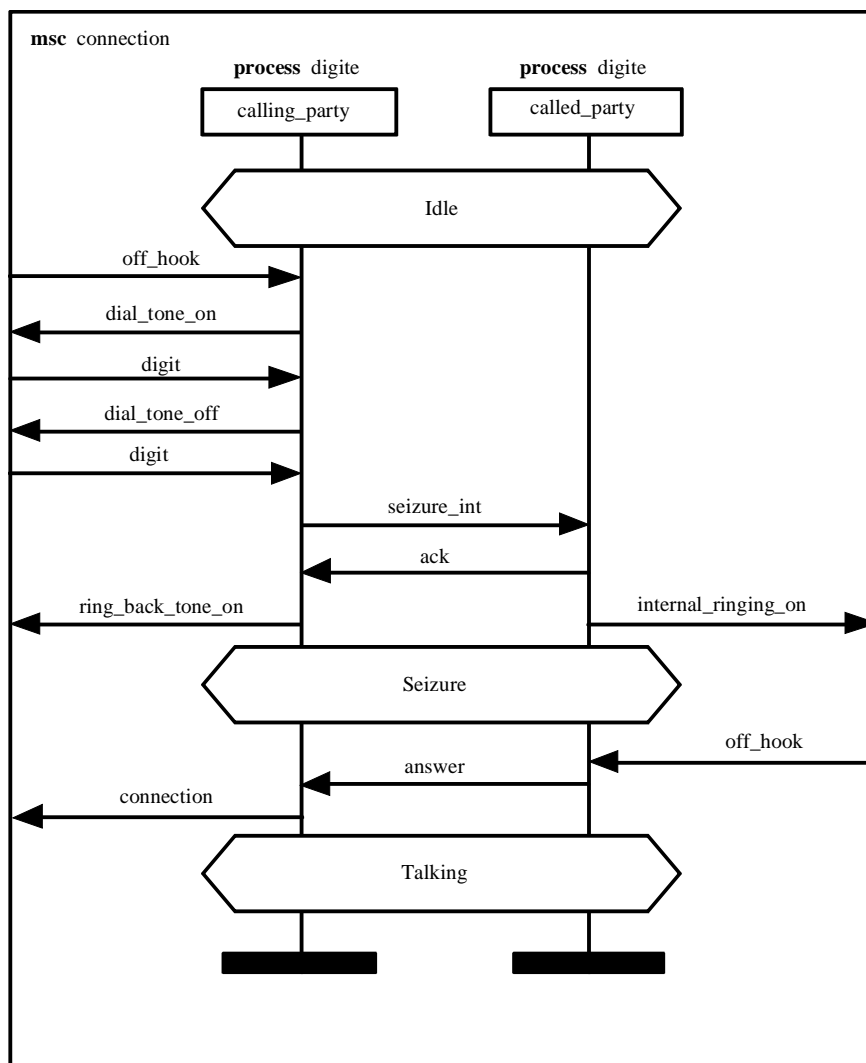 msc connection
process digite
process digite
calling_party
called_party
Idle
off_hook
dial_tone_on
digit
dial_tone_off
digit
seizure_int
ack
ring_back_tone_on
internal_ringing_on
Seizure
off_hook
answer
connection
Talking